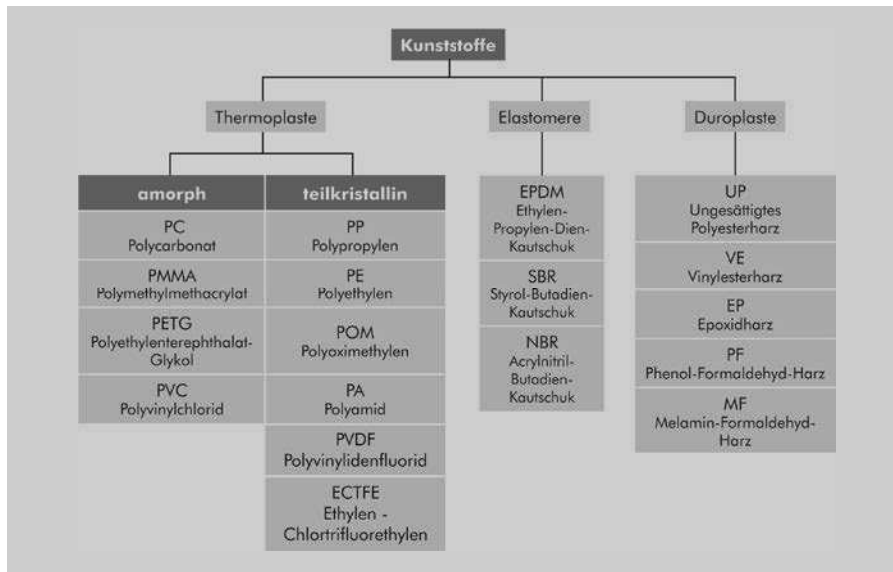 Kunststoffe
Thermoplaste
Elastomere
Duroplaste
amorph
PC
Polycarbonat
PMMA
Polymethylmethacrylat
PETG
Polyethylenterephthalat-
Glykol
PVC
Polyvinylchlorid
teilkristallin
PP
Polypropylen
PE
Polyethylen
POM
Polyoximethylen
PA
Polyamid
PVDF
Polyvinylidenfluorid
ECTFE
Ethylen -
Chlortrifluorethylen
EPDM
Ethylen-
Propylen-Dien-
Kautschuk
SBR
Styrol-Butadien-
Kautschuk
NBR
Acrylnitril-
Butadien-
Kautschuk
UP
Ungesättigtes
Polyesterharz
VE
Vinylesterharz
EP
Epoxidharz
PF
Phenol-Formaldehyd-Harz
MF
Melamin-Formaldehyd-
Harz